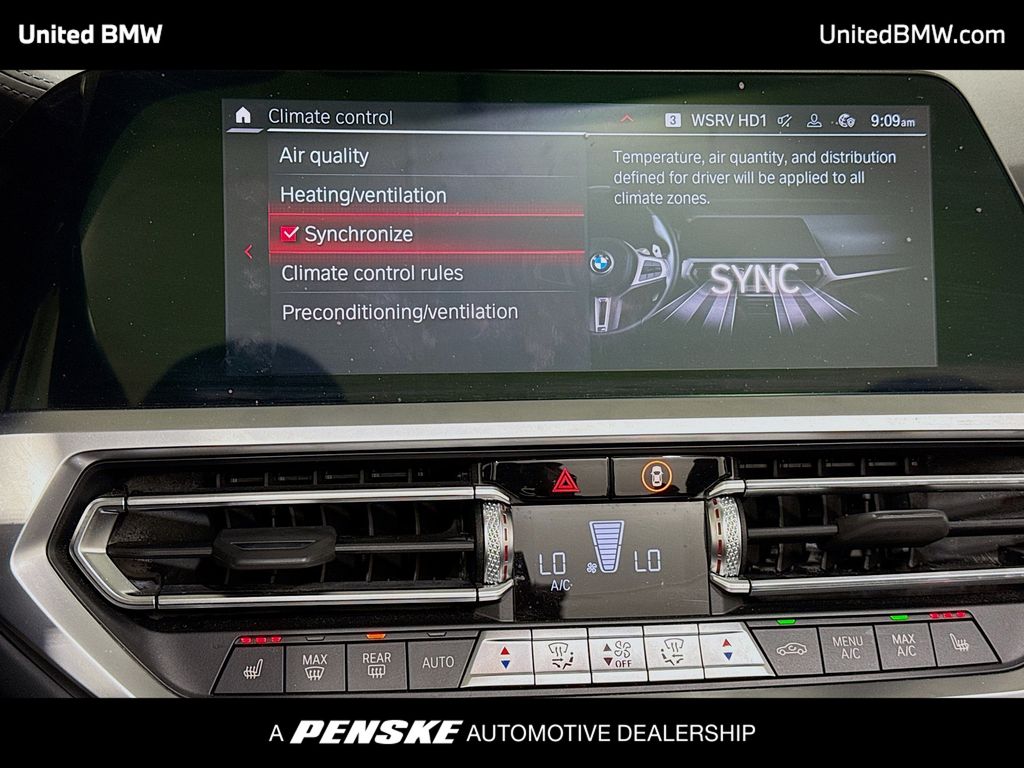 United BMW
UnitedBMW.com
Climate control
3 WSRV HD1 9:09am
Air quality
Heating/ventilation
Synchronize
Climate control rules
Preconditioning/ventilation
Temperature, air quantity, and distribution
defined for driver will be applied to all
climate zones.
SYNC
LO
A/C
LO
MAX
REAR
AUTO
OFF
MENU
A/C
MAX
A/C
A PENSKE AUTOMOTIVE DEALERSHIP